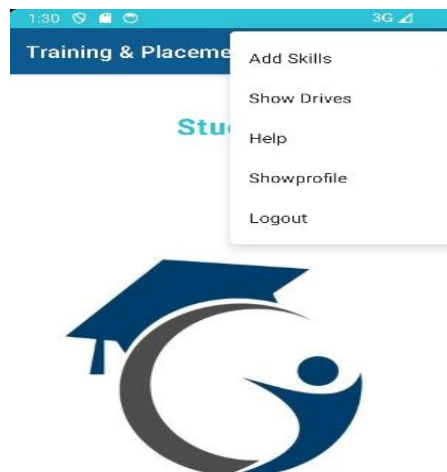 1:30 3G
Training & Placeme
Stu
Add Skills
Show Drives
Help
Showprofile
Logout